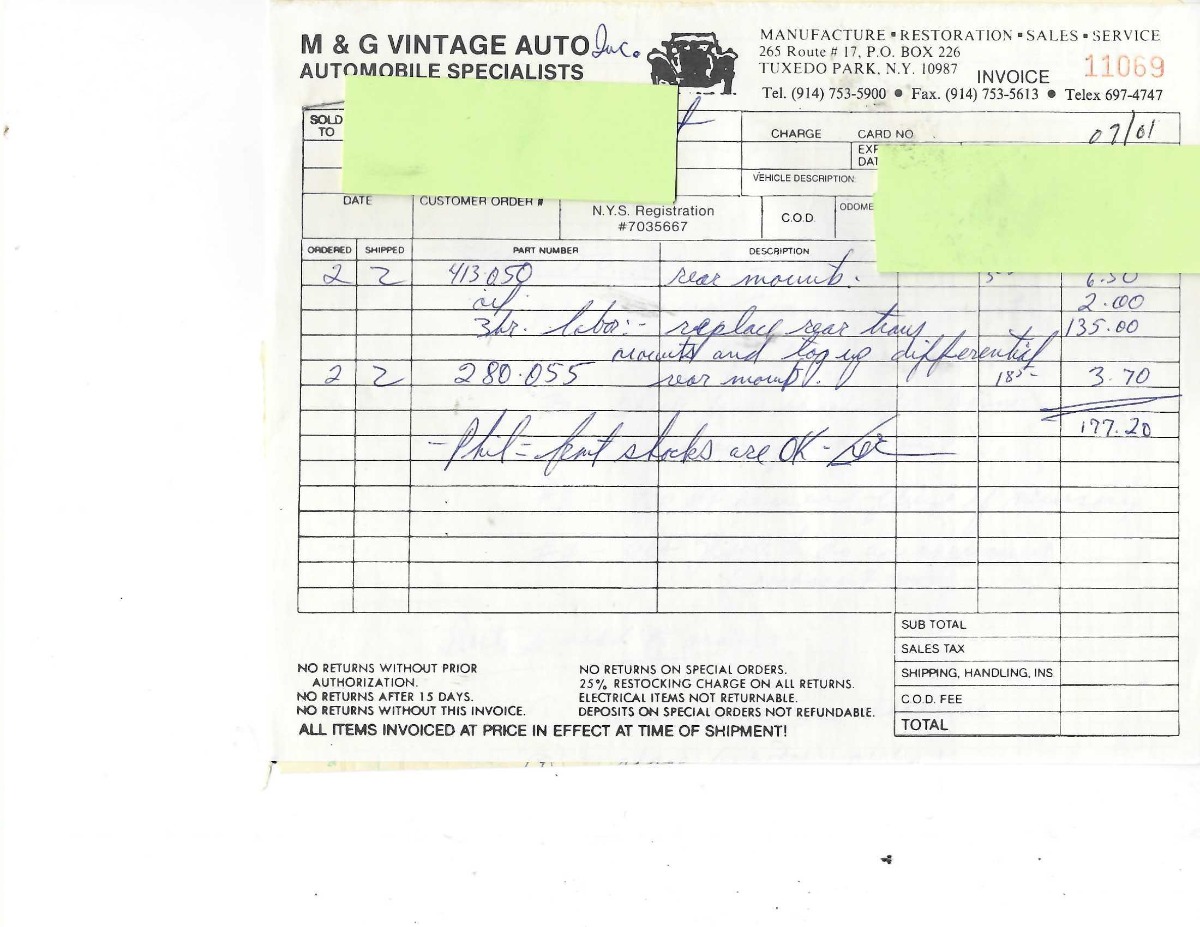 M & G VINTAGE AUTO Inc.
AUTOMOBILE SPECIALISTS
MANUFACTURE ▪ RESTORATION ▪ SALES ▪ SERVICE
265 Route # 17, P.O. BOX 226
TUXEDO PARK, N.Y. 10987 INVOICE 11069
Tel. (914) 753-5900 ● Fax. (914) 753-5613 ● Telex 697-4747
SOLD TO
CHARGE CARD NO 07/01
EXP DAT
VEHICLE DESCRIPTION:
DATE CUSTOMER ORDER # N.Y.S. Registration #7035667 C.O.D. ODOME
ORDERED SHIPPED PART NUMBER DESCRIPTION
2 2 413.050 rear mounts. 6.50
oil. 2.00
3hr. labor:- replace rear trans 135.00
mounts and top up differential
2 2 280.055 rear mount. 185- 3.70
177.20
- Phil - front shocks are OK -
SUB TOTAL
SALES TAX
SHIPPING, HANDLING, INS
C.O.D. FEE
TOTAL
NO RETURNS WITHOUT PRIOR
AUTHORIZATION.
NO RETURNS AFTER 15 DAYS.
NO RETURNS WITHOUT THIS INVOICE.
NO RETURNS ON SPECIAL ORDERS.
25% RESTOCKING CHARGE ON ALL RETURNS.
ELECTRICAL ITEMS NOT RETURNABLE.
DEPOSITS ON SPECIAL ORDERS NOT REFUNDABLE.
ALL ITEMS INVOICED AT PRICE IN EFFECT AT TIME OF SHIPMENT!